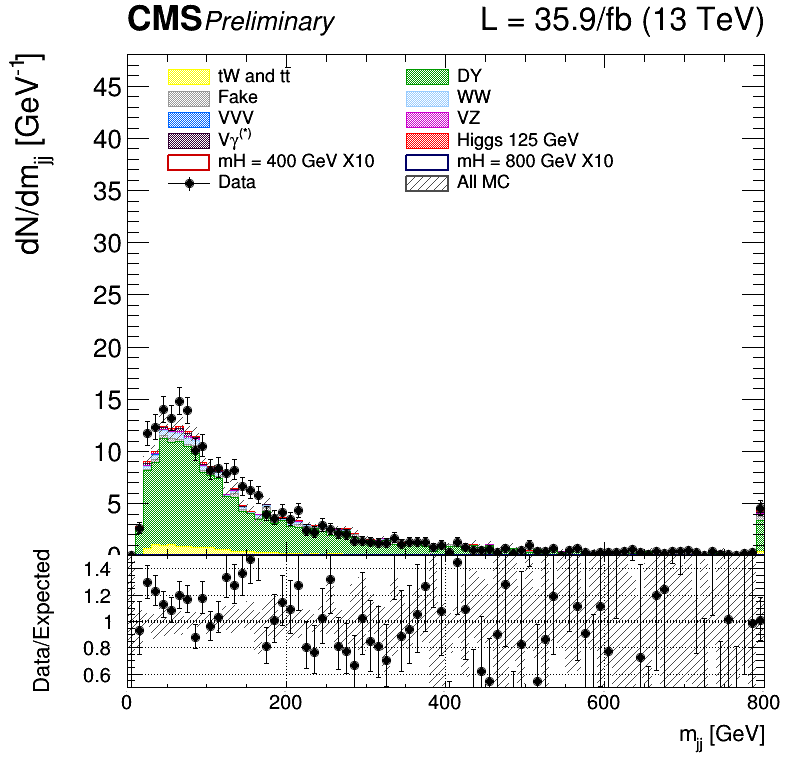 CMS Preliminary L = 35.9/fb (13 TeV)
dN/dm_jj [GeV^-1]
45
40
35
30
25
20
15
10
5
0
tW and tt̄
Fake
VVV
Vγ^(*)
mH = 400 GeV X10
Data
DY
WW
VZ
Higgs 125 GeV
mH = 800 GeV X10
All MC
Data/Expected
1.4
1.2
1
0.8
0.6
0 200 400 600 800
m_jj [GeV]